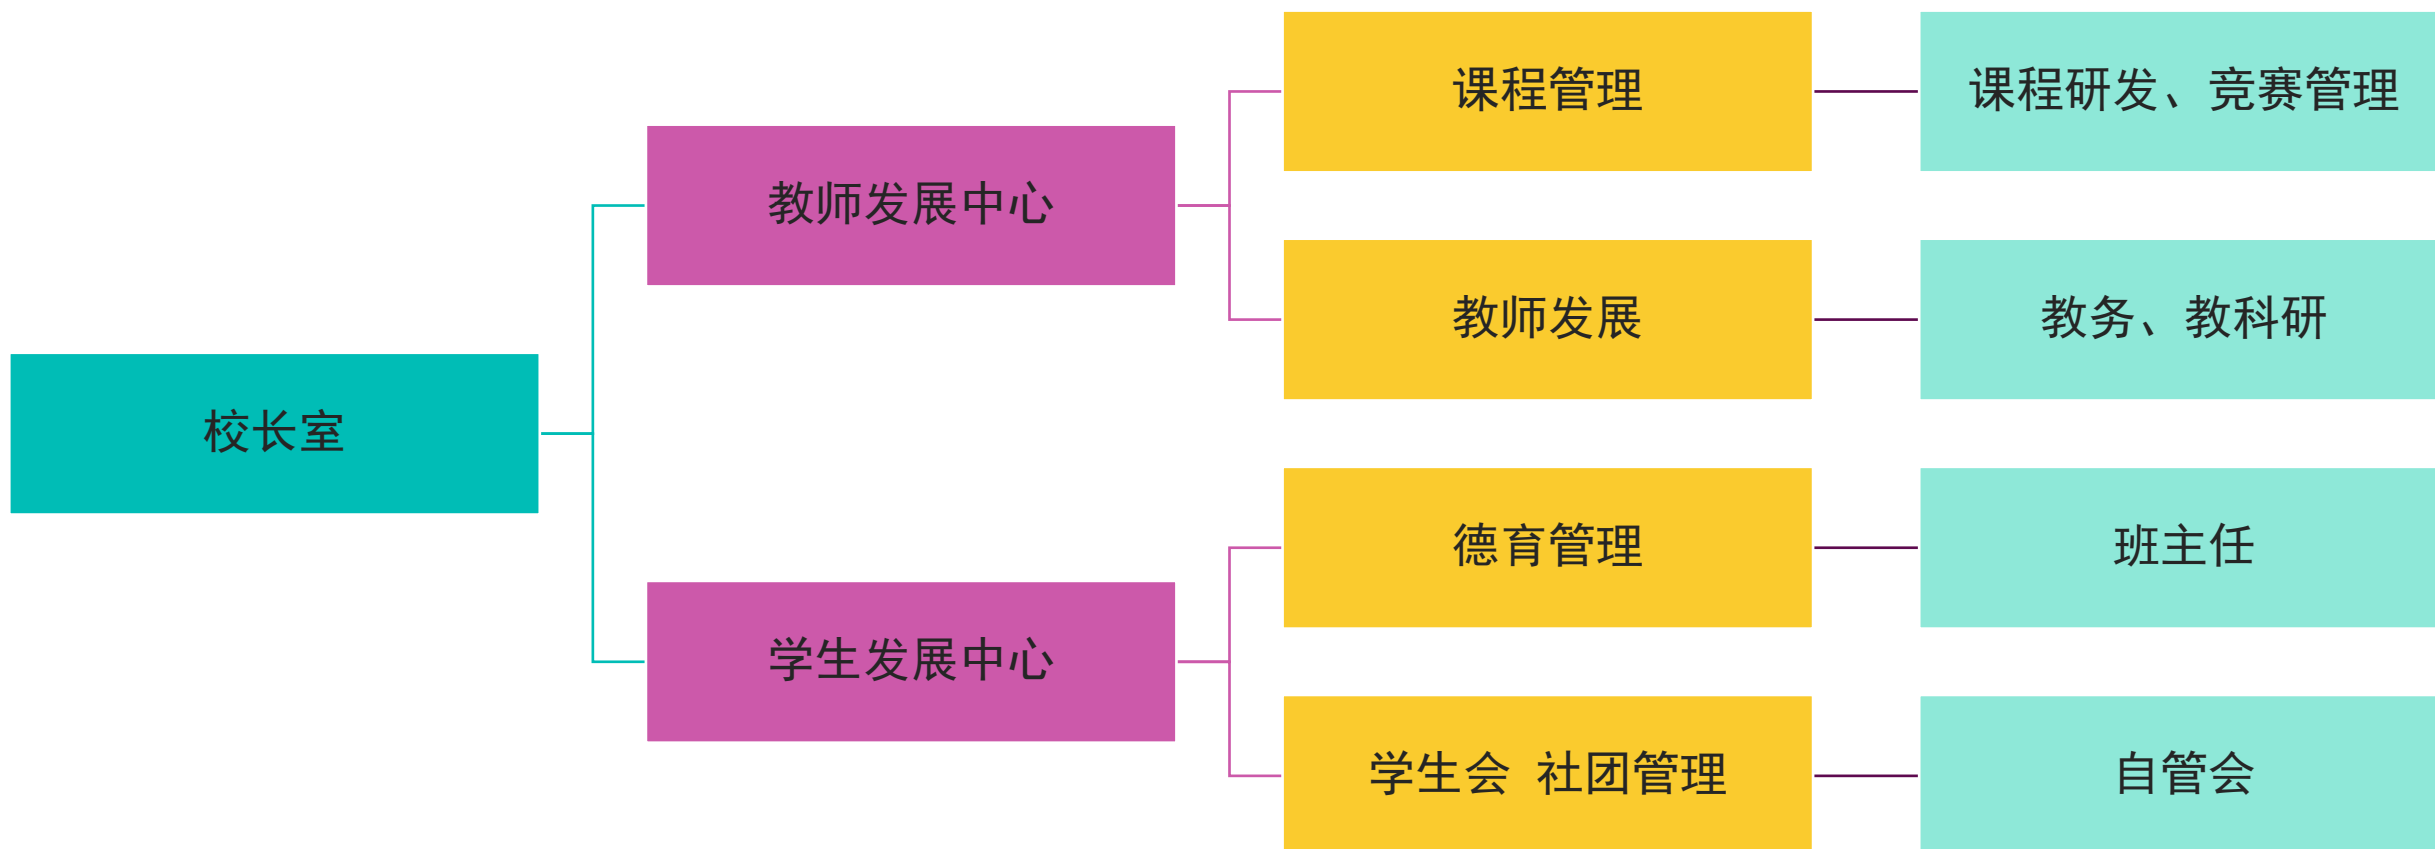 课程管理
课程研发、竞赛管理
教师发展中心
教师发展
教务、教科研
校长室
德育管理
班主任
学生发展中心
学生会 社团管理
自管会